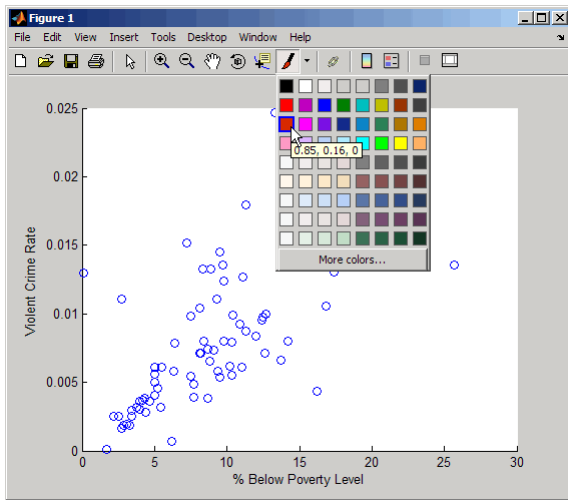 Figure 1
File Edit View Insert Tools Desktop Window Help
0.85, 0.16, 0
More colors...
0.025
0.02
0.015
0.01
0.005
0
0 5 10 15 20 25 30
Violent Crime Rate
% Below Poverty Level